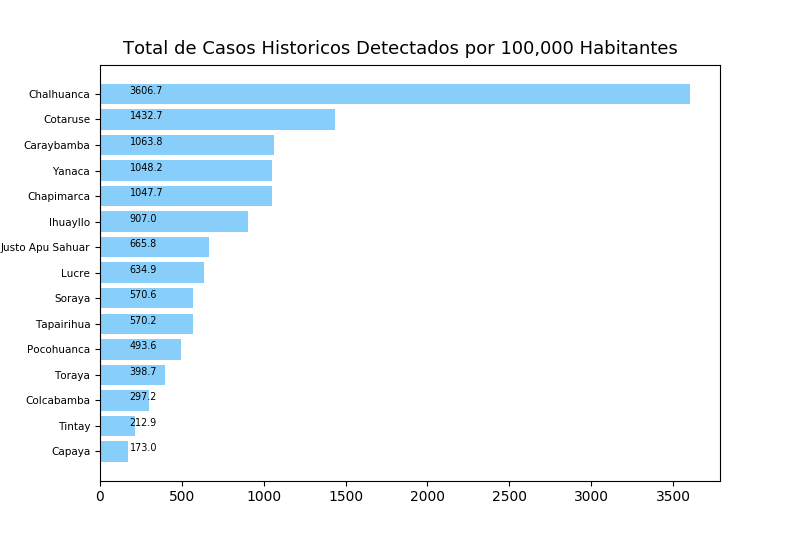 Total de Casos Historicos Detectados por 100,000 Habitantes
Chalhuanca 3606.7
Cotaruse 1432.7
Caraybamba 1063.8
Yanaca 1048.2
Chapimarca 1047.7
Ihuayllo 907.0
Justo Apu Sahuar 665.8
Lucre 634.9
Soraya 570.6
Tapairihua 570.2
Pocohuanca 493.6
Toraya 398.7
Colcabamba 297.2
Tintay 212.9
Capaya 173.0
0 500 1000 1500 2000 2500 3000 3500